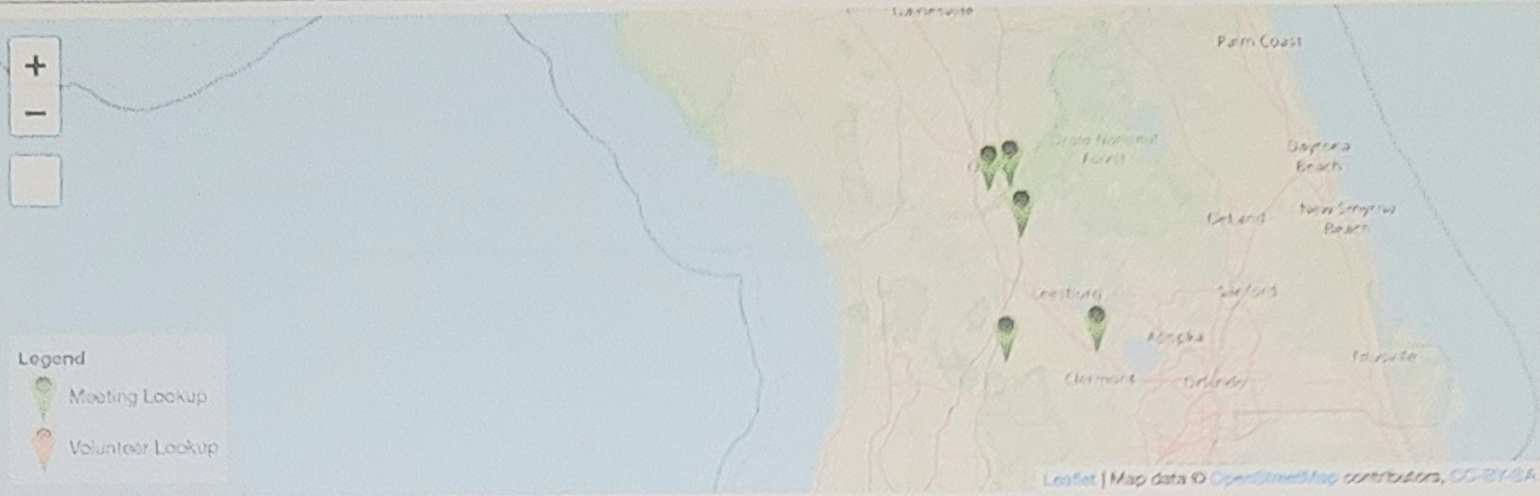 Gainesville
Palm Coast
+
−
Ocala National
Forest
Daytona
Beach
DeLand
New Smyrna
Beach
Leesburg
Sanford
Legend
Apopka
Titusville
Clermont
Orlando
Meeting Lookup
Volunteer Lookup
Leaflet | Map data © OpenStreetMap contributors, CC-BY-SA